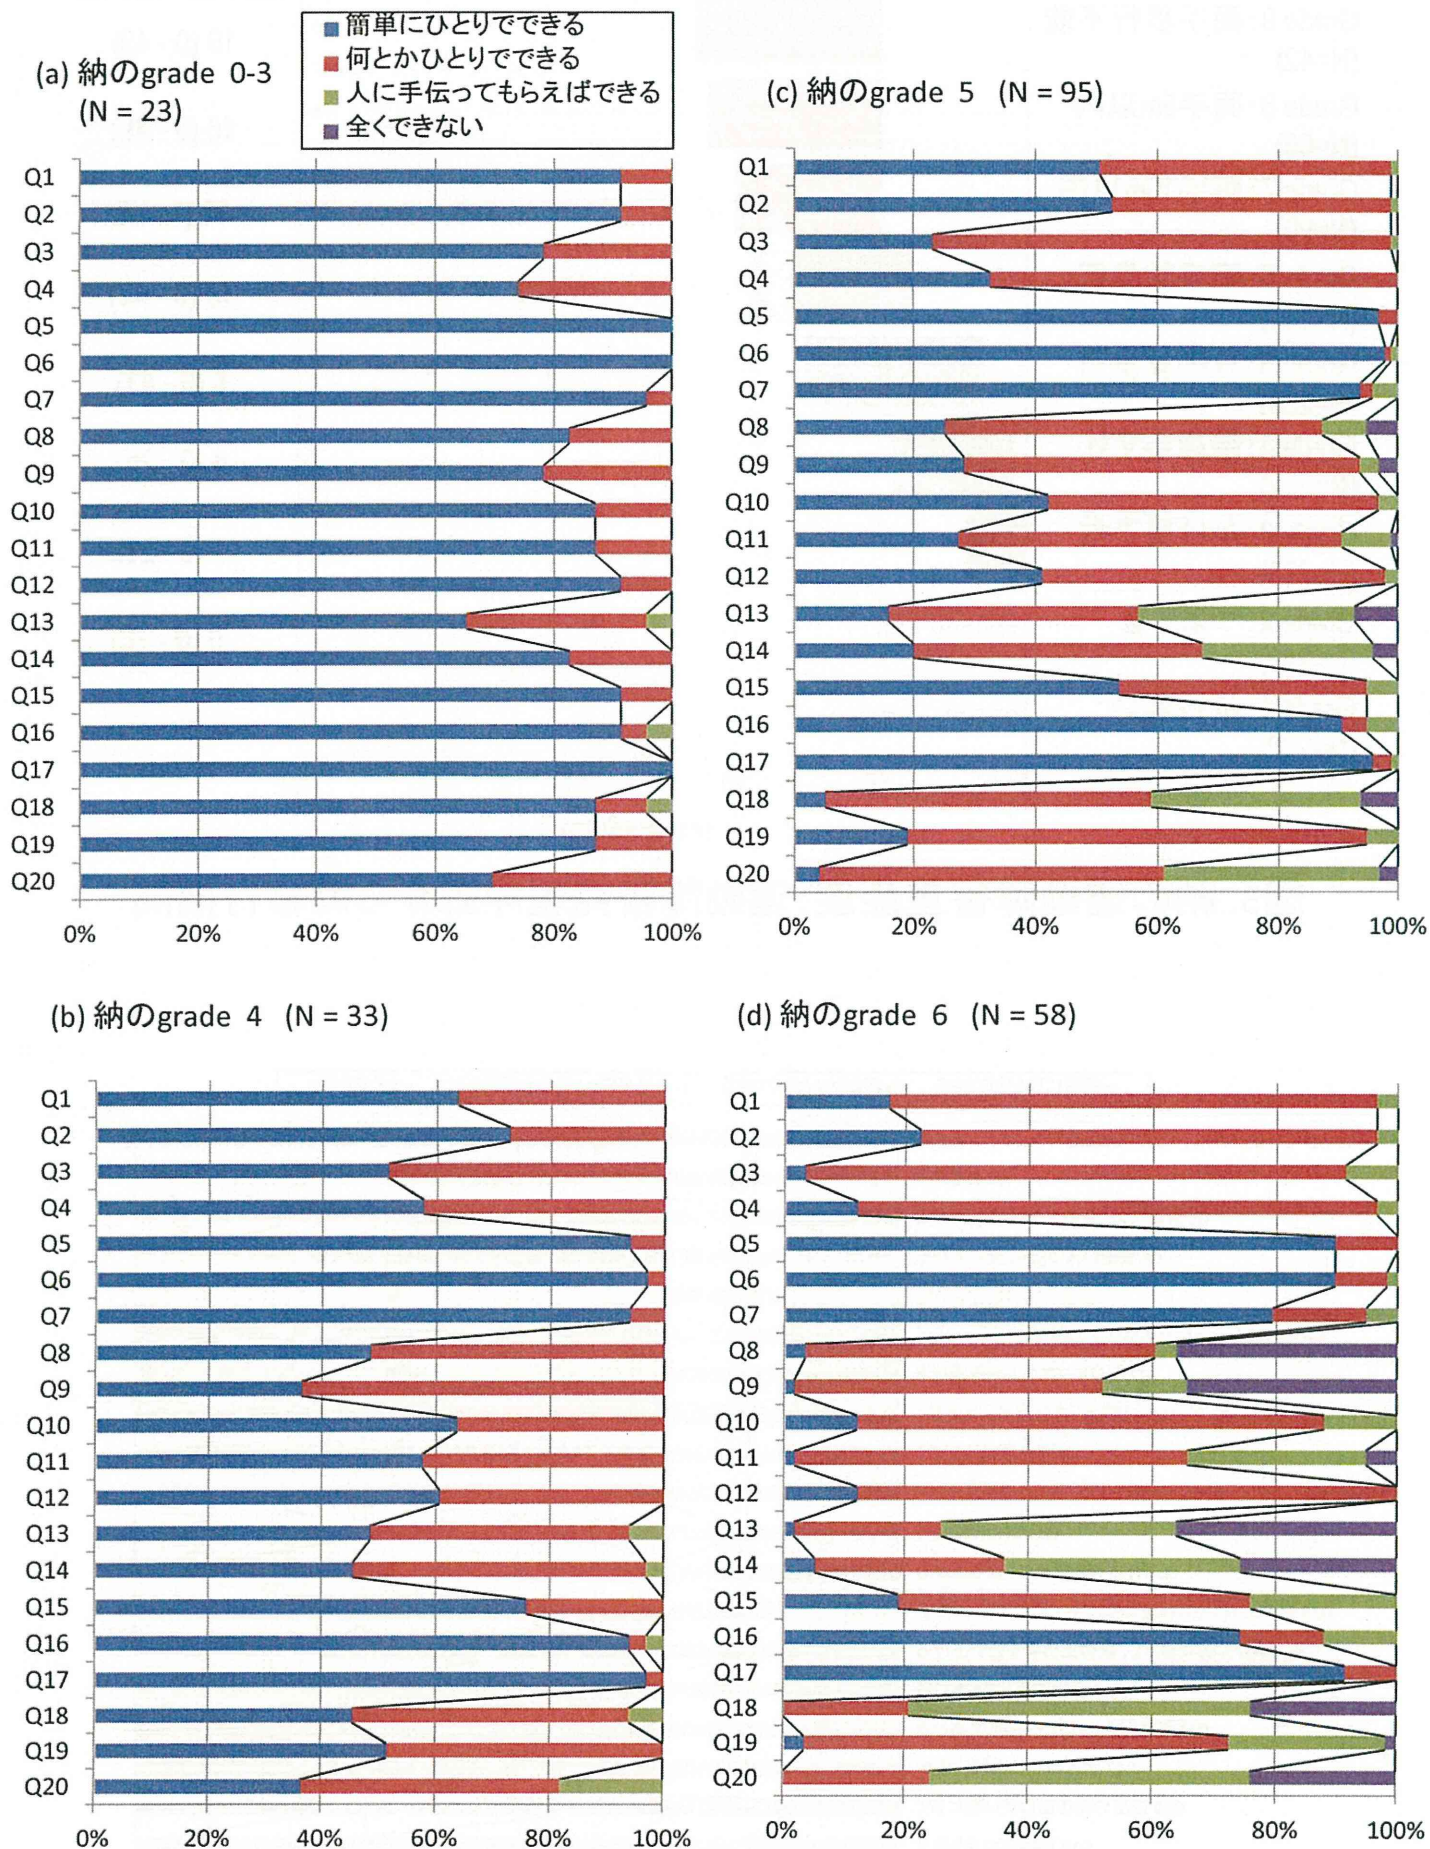 簡単にひとりでできる
何とかひとりでできる
人に手伝ってもらえばできる
全くできない
(a) 納のgrade 0-3
(N = 23)
Q1
Q2
Q3
Q4
Q5
Q6
Q7
Q8
Q9
Q10
Q11
Q12
Q13
Q14
Q15
Q16
Q17
Q18
Q19
Q20
0% 20% 40% 60% 80% 100%
(c) 納のgrade 5 (N = 95)
Q1
Q2
Q3
Q4
Q5
Q6
Q7
Q8
Q9
Q10
Q11
Q12
Q13
Q14
Q15
Q16
Q17
Q18
Q19
Q20
0% 20% 40% 60% 80% 100%
(b) 納のgrade 4 (N = 33)
Q1
Q2
Q3
Q4
Q5
Q6
Q7
Q8
Q9
Q10
Q11
Q12
Q13
Q14
Q15
Q16
Q17
Q18
Q19
Q20
0% 20% 40% 60% 80% 100%
(d) 納のgrade 6 (N = 58)
Q1
Q2
Q3
Q4
Q5
Q6
Q7
Q8
Q9
Q10
Q11
Q12
Q13
Q14
Q15
Q16
Q17
Q18
Q19
Q20
0% 20% 40% 60% 80% 100%